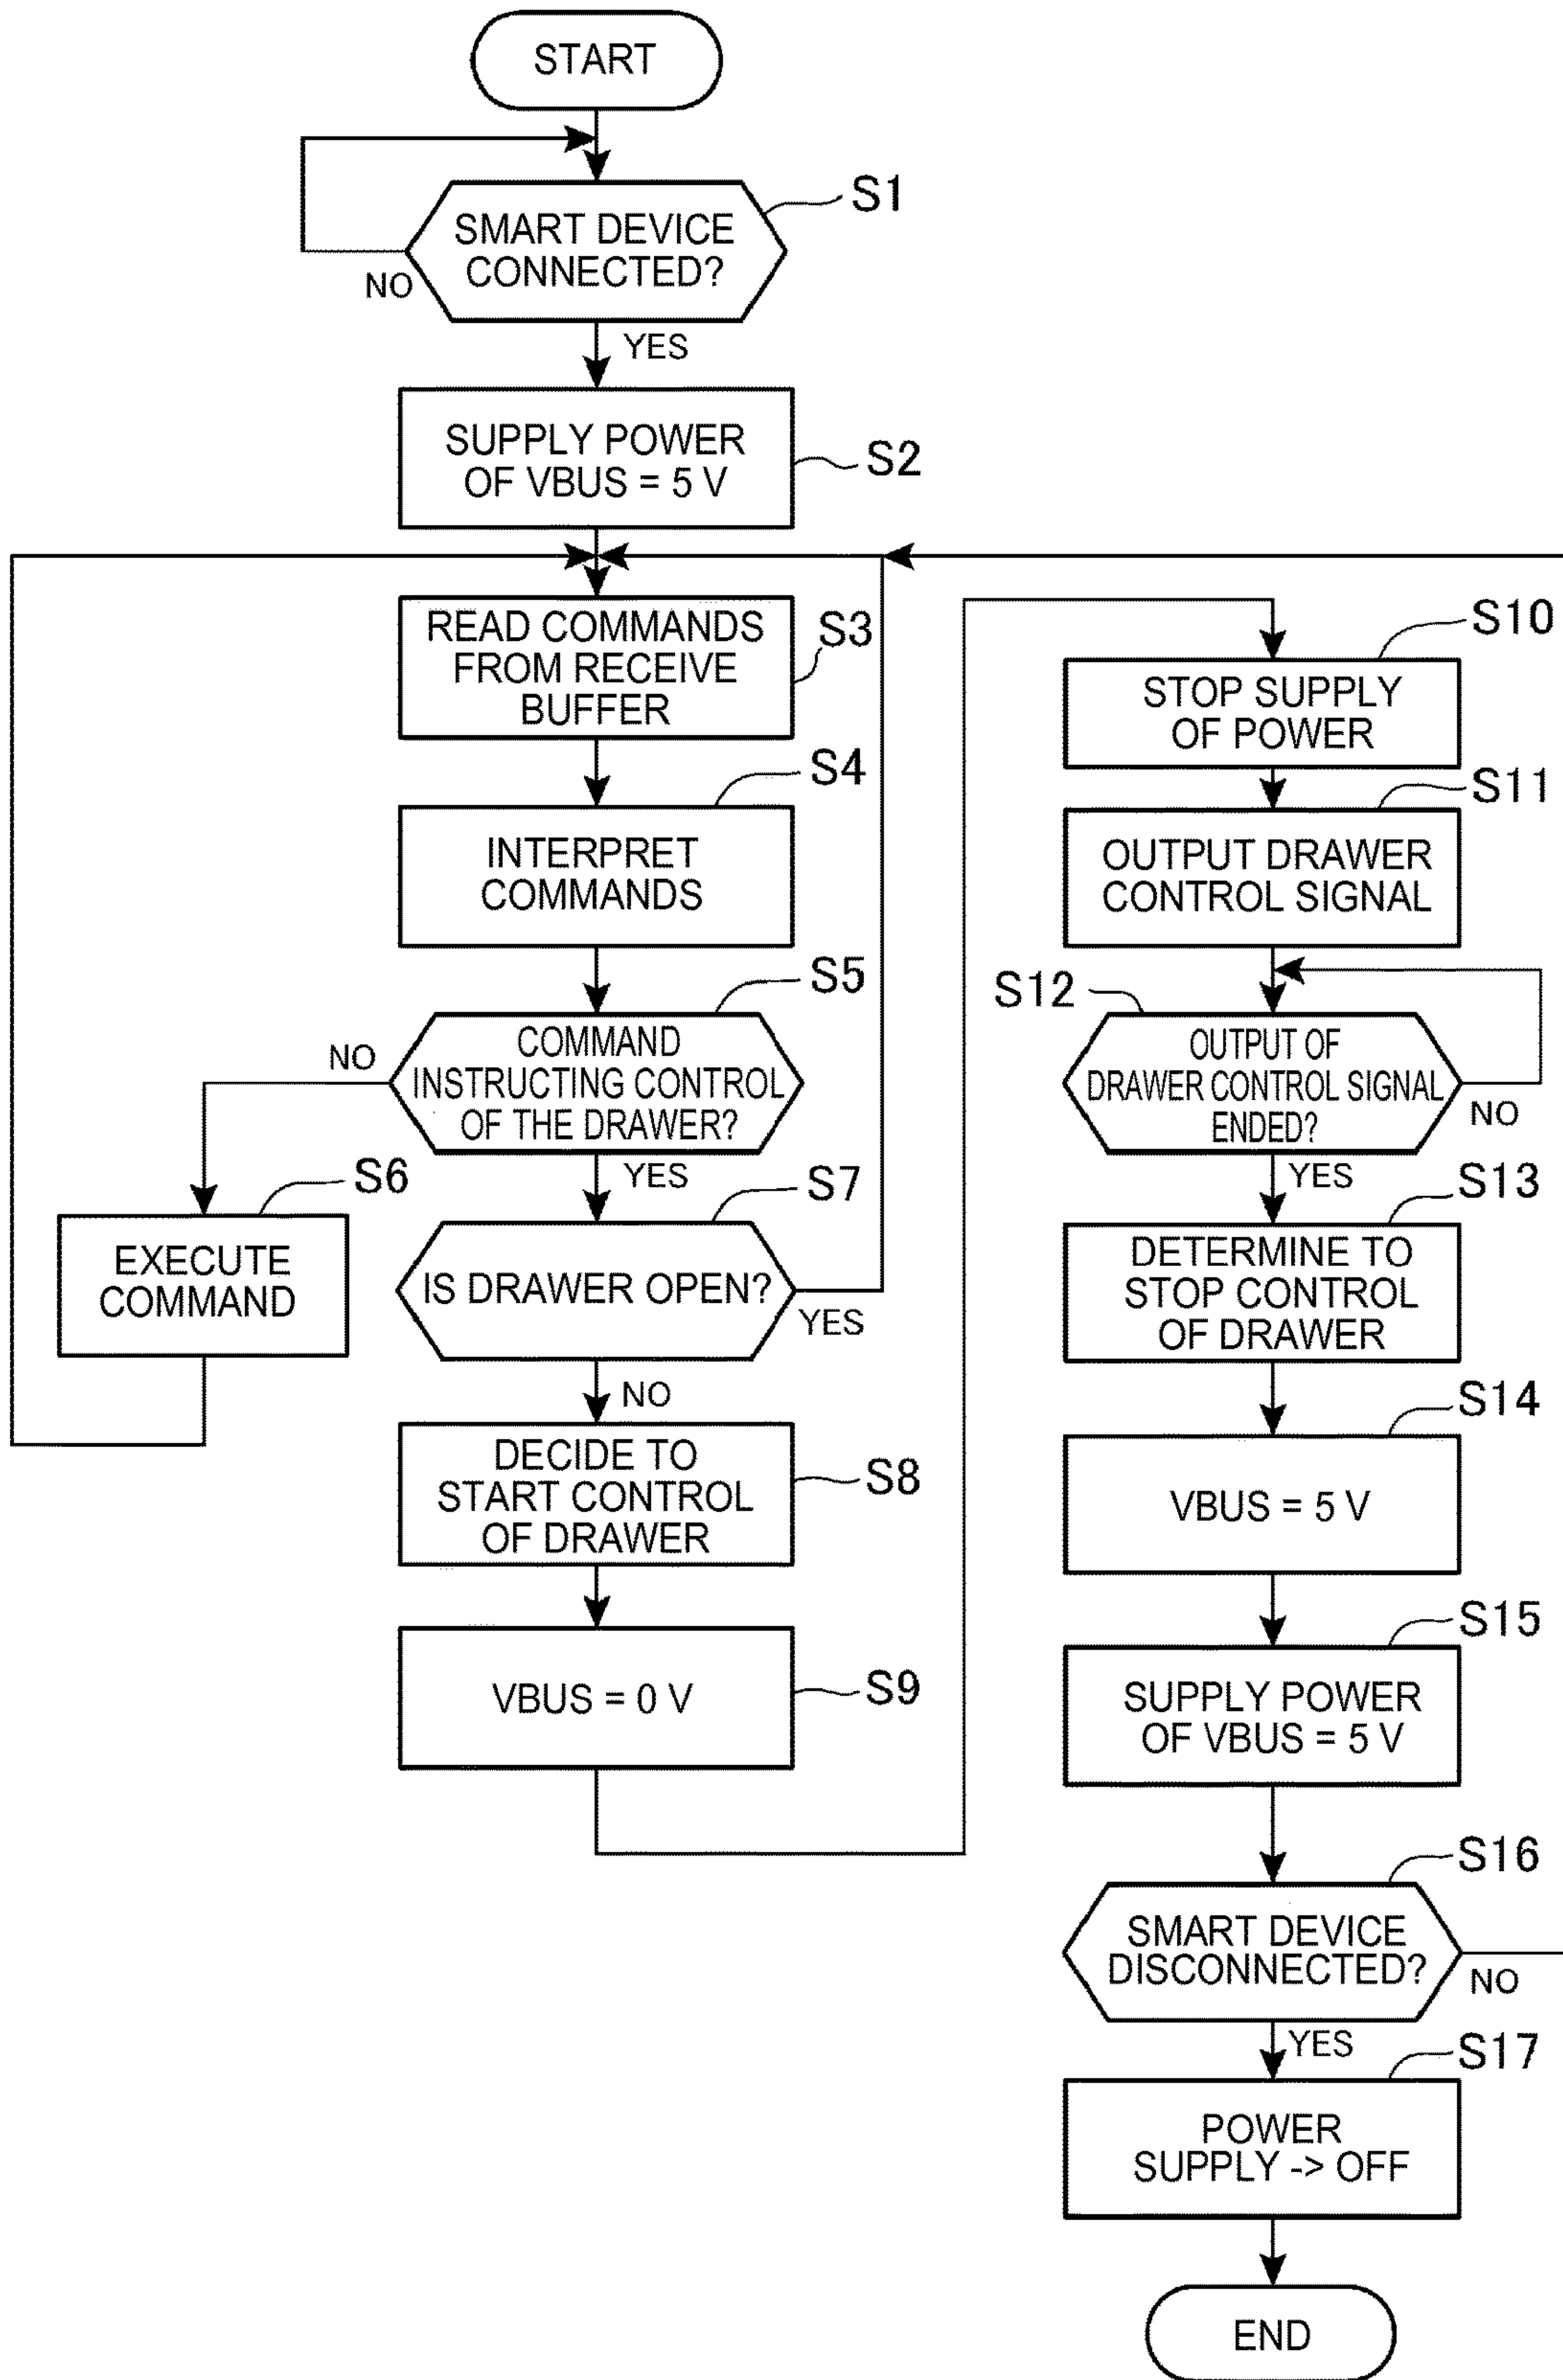 START
S1
SMART DEVICE
CONNECTED?
NO
YES
SUPPLY POWER
OF VBUS = 5 V
S2
READ COMMANDS
FROM RECEIVE
BUFFER
S3
S4
INTERPRET
COMMANDS
S5
COMMAND
INSTRUCTING CONTROL
OF THE DRAWER?
NO
YES
S6
EXECUTE
COMMAND
S7
IS DRAWER OPEN?
YES
NO
DECIDE TO
START CONTROL
OF DRAWER
S8
VBUS = 0 V
S9
S10
STOP SUPPLY
OF POWER
S11
OUTPUT DRAWER
CONTROL SIGNAL
S12
OUTPUT OF
DRAWER CONTROL SIGNAL
ENDED?
NO
YES
S13
DETERMINE TO
STOP CONTROL
OF DRAWER
S14
VBUS = 5 V
S15
SUPPLY POWER
OF VBUS = 5 V
S16
SMART DEVICE
DISCONNECTED?
NO
YES
S17
POWER
SUPPLY -> OFF
END